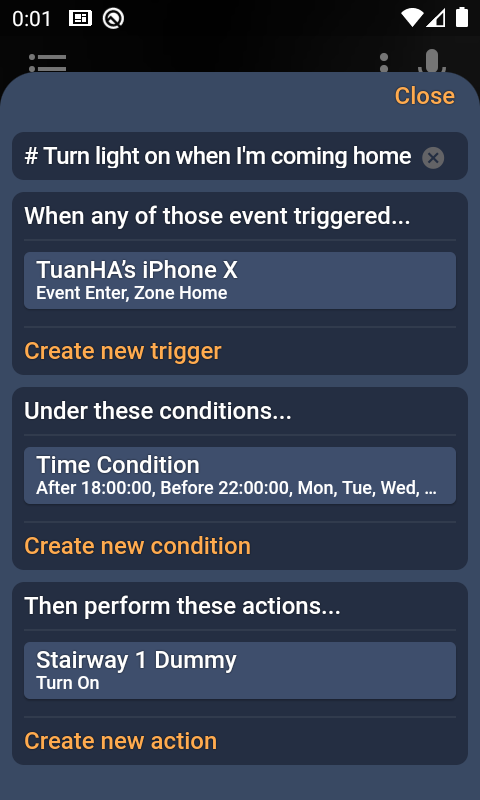 0:01
Close
# Turn light on when I'm coming home
When any of those event triggered...
TuanHA’s iPhone X
Event Enter, Zone Home
Create new trigger
Under these conditions...
Time Condition
After 18:00:00, Before 22:00:00, Mon, Tue, Wed, ...
Create new condition
Then perform these actions...
Stairway 1 Dummy
Turn On
Create new action